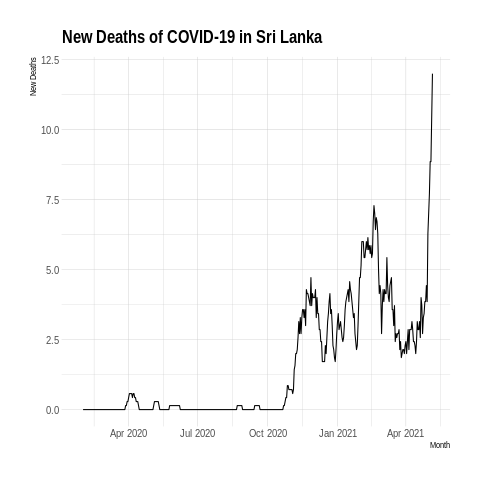 New Deaths of COVID-19 in Sri Lanka
New Deaths
12.5
10.0
7.5
5.0
2.5
0.0
Apr 2020 Jul 2020 Oct 2020 Jan 2021 Apr 2021
Month